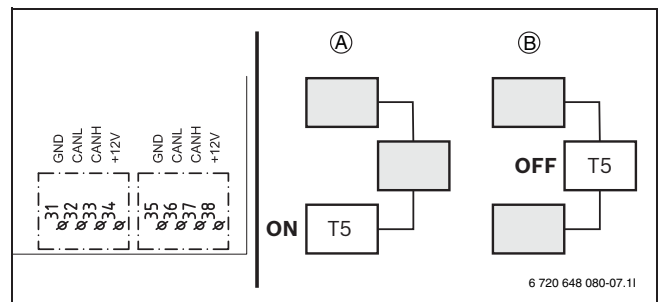 GND CANL CANH +12V GND CANL CANH +12V
31 32 33 34 35 36 37 38
A B
OFF T5
ON T5
6 720 648 080-07.1I